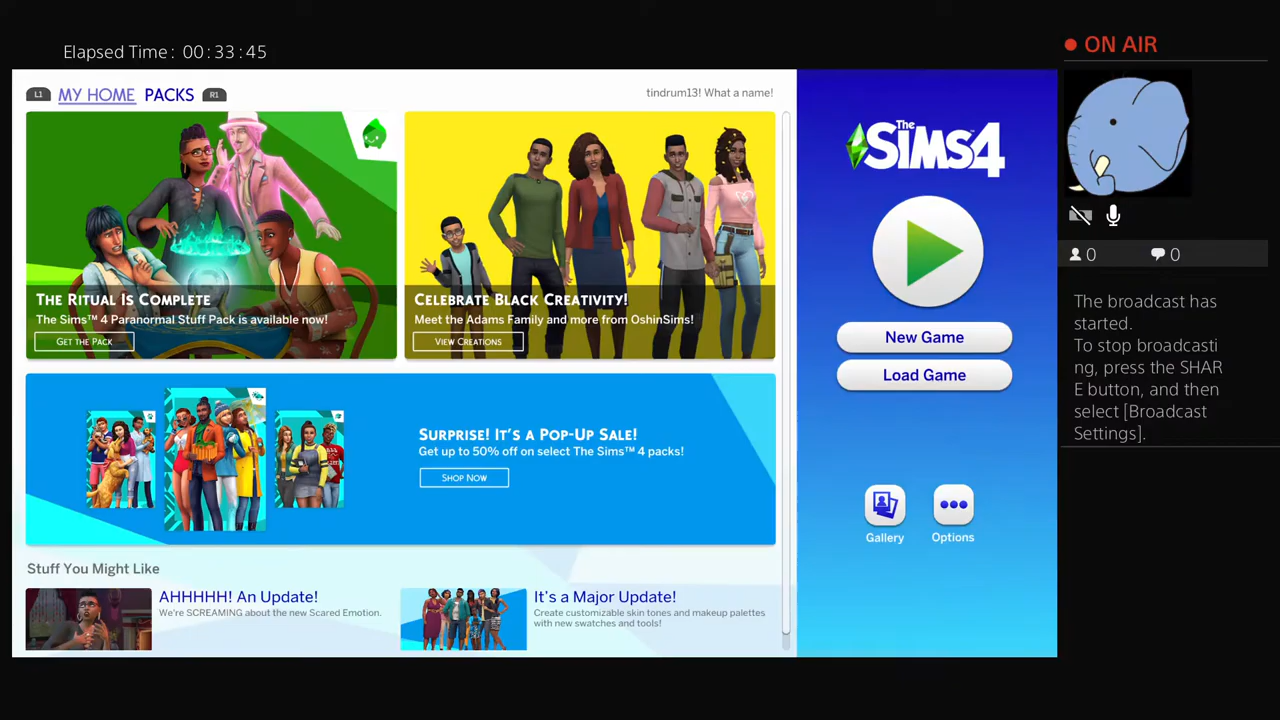 Elapsed Time: 00:33:45
ON AIR
L1 MY HOME PACKS R1
tindrum13! What a name!
THE RITUAL IS COMPLETE
The Sims™ 4 Paranormal Stuff Pack is available now!
GET THE PACK
CELEBRATE BLACK CREATIVITY!
Meet the Adams Family and more from OshinSims!
VIEW CREATIONS
SURPRISE! IT'S A POP-UP SALE!
Get up to 50% off on select The Sims™ 4 packs!
SHOP NOW
Stuff You Might Like
AHHHHH! An Update!
We're SCREAMING about the new Scared Emotion.
It's a Major Update!
Create customizable skin tones and makeup palettes
with new swatches and tools!
The SIMS4
New Game
Load Game
Gallery
Options
0 0
The broadcast has
started.
To stop broadcasti
ng, press the SHAR
E button, and then
select [Broadcast
Settings].